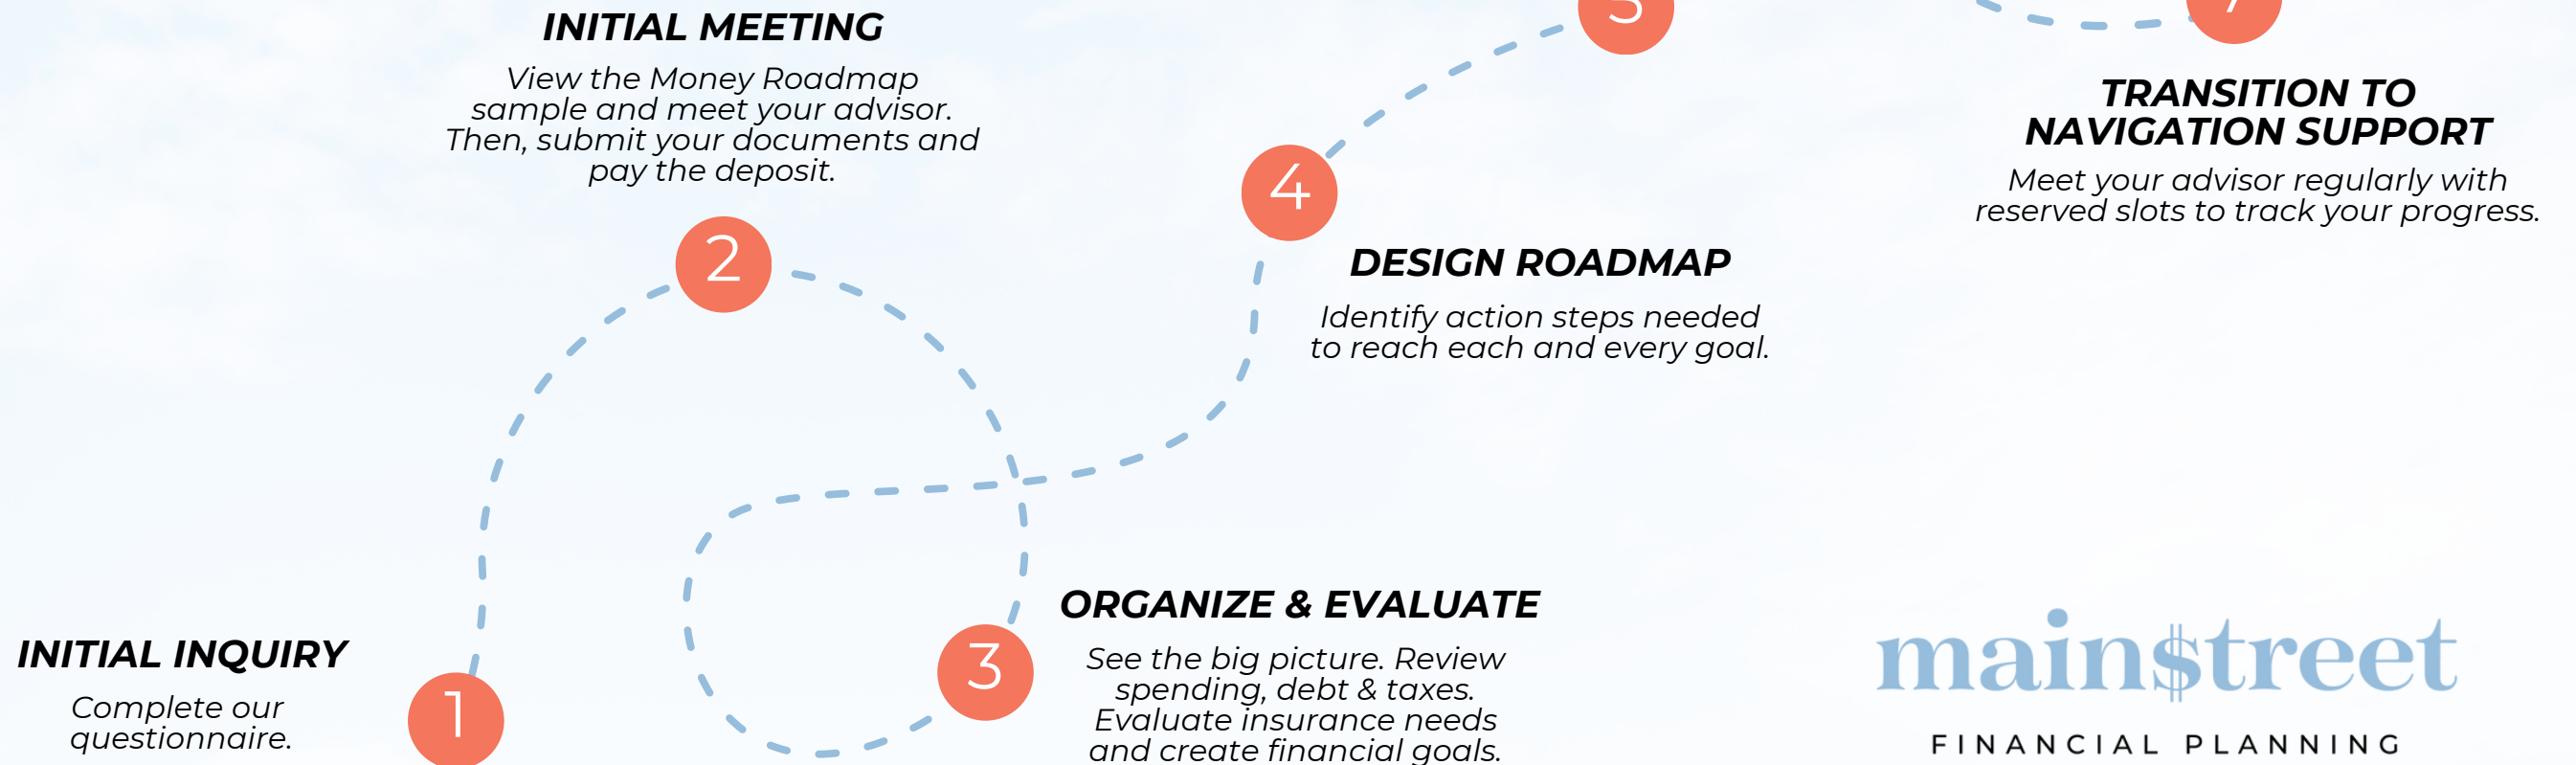 INITIAL INQUIRY
Complete our
questionnaire.
1
INITIAL MEETING
View the Money Roadmap
sample and meet your advisor.
Then, submit your documents and
pay the deposit.
2
3
ORGANIZE & EVALUATE
See the big picture. Review
spending, debt & taxes.
Evaluate insurance needs
and create financial goals.
4
DESIGN ROADMAP
Identify action steps needed
to reach each and every goal.
5
7
TRANSITION TO
NAVIGATION SUPPORT
Meet your advisor regularly with
reserved slots to track your progress.
main$treet
FINANCIAL PLANNING